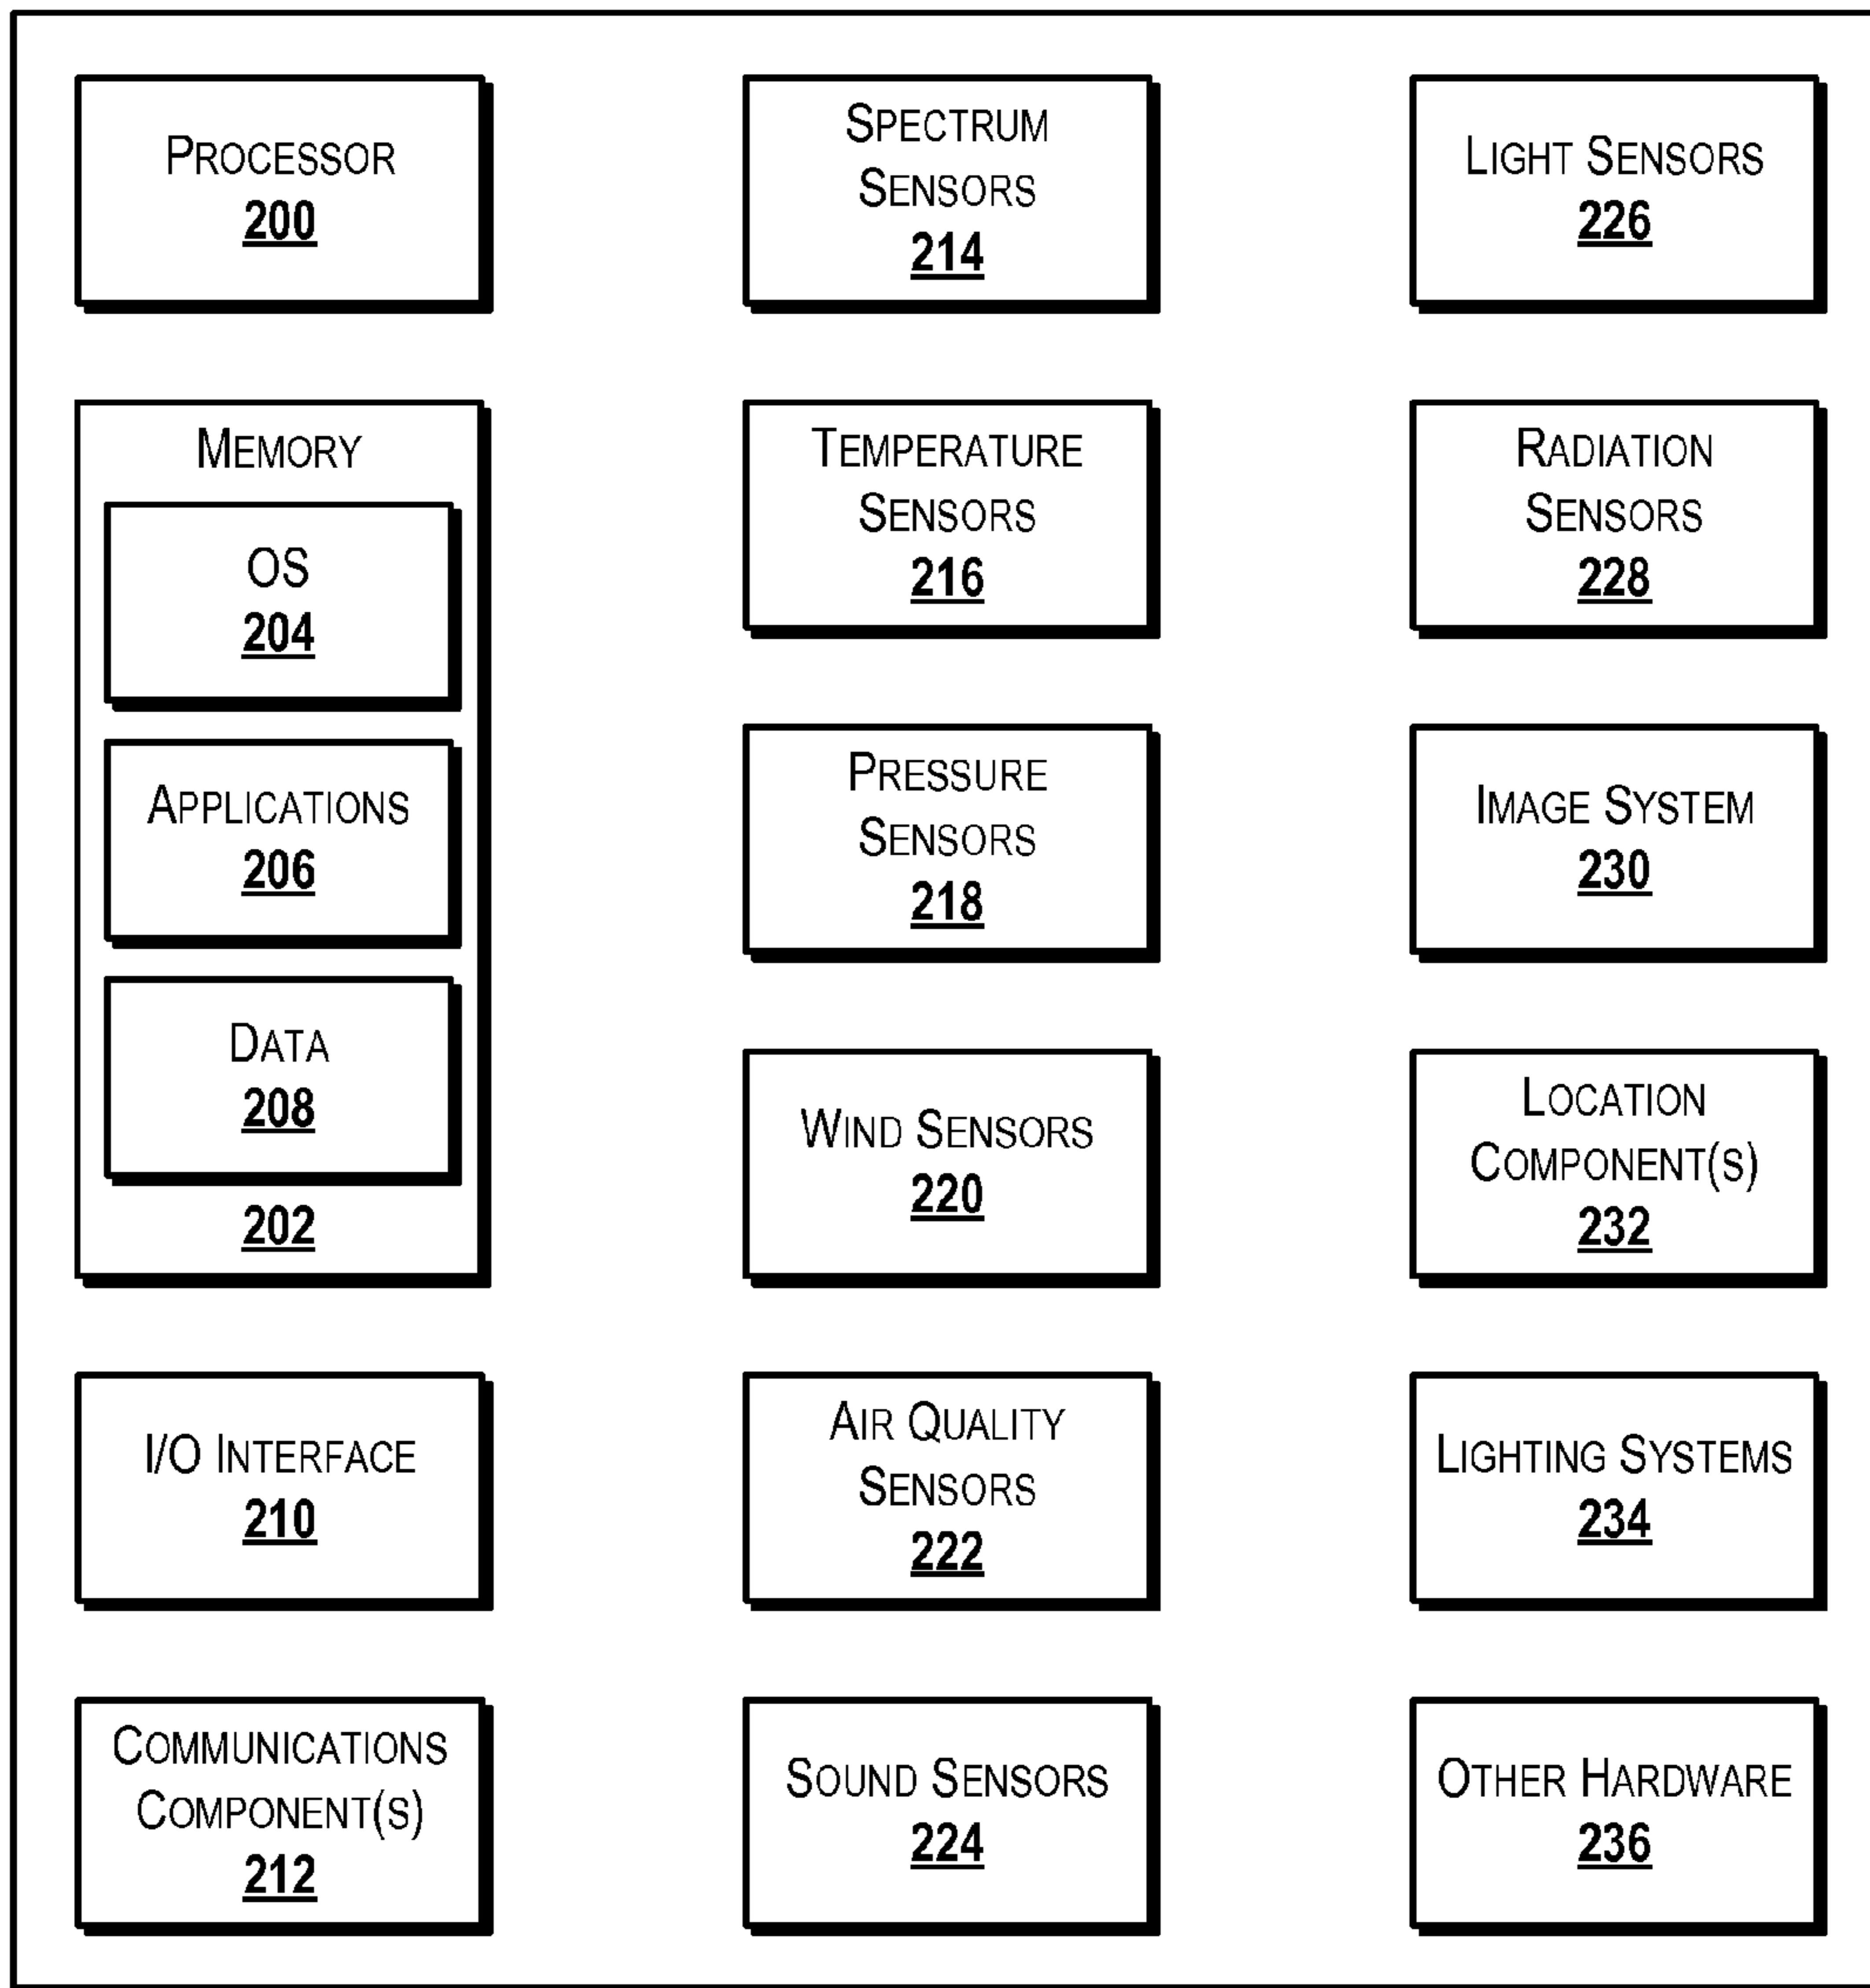 Processor
200
Memory
OS
204
Applications
206
Data
208
202
I/O Interface
210
Communications
Component(s)
212
Spectrum
Sensors
214
Temperature
Sensors
216
Pressure
Sensors
218
Wind Sensors
220
Air Quality
Sensors
222
Sound Sensors
224
Light Sensors
226
Radiation
Sensors
228
Image System
230
Location
Component(s)
232
Lighting Systems
234
Other Hardware
236